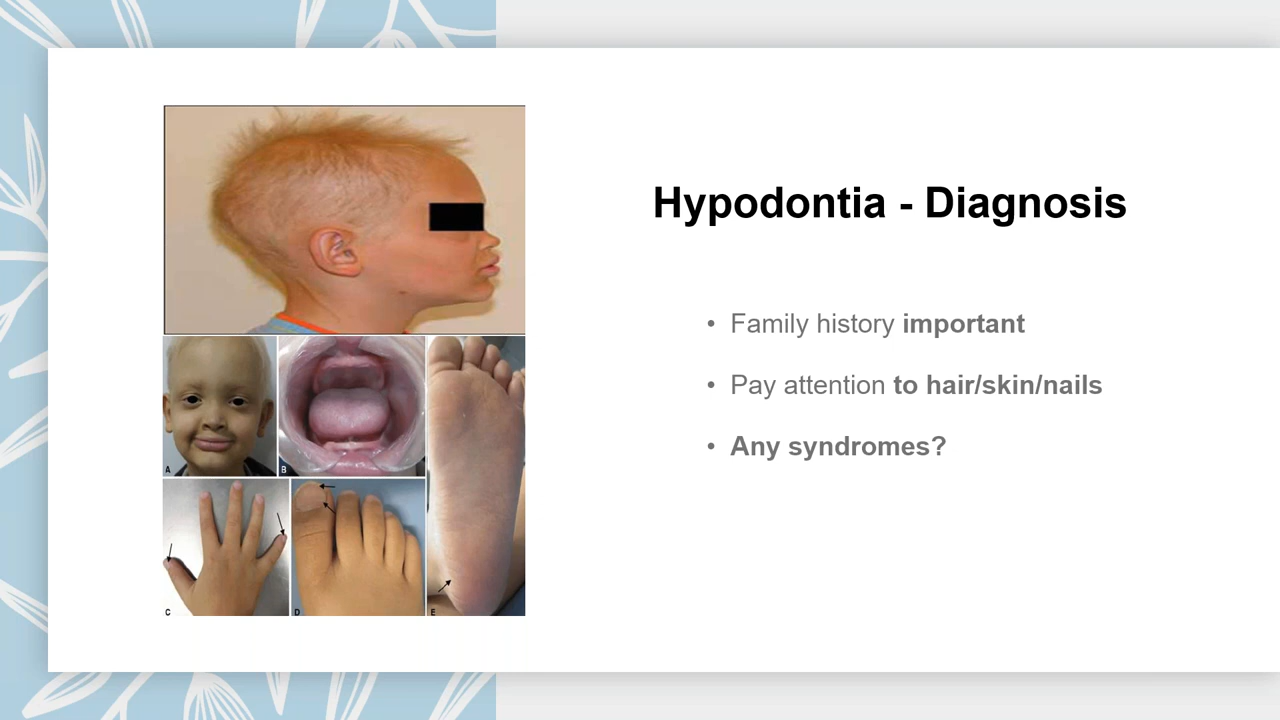 Hypodontia - Diagnosis
• Family history important
• Pay attention to hair/skin/nails
• Any syndromes?
A
B
C
D
E